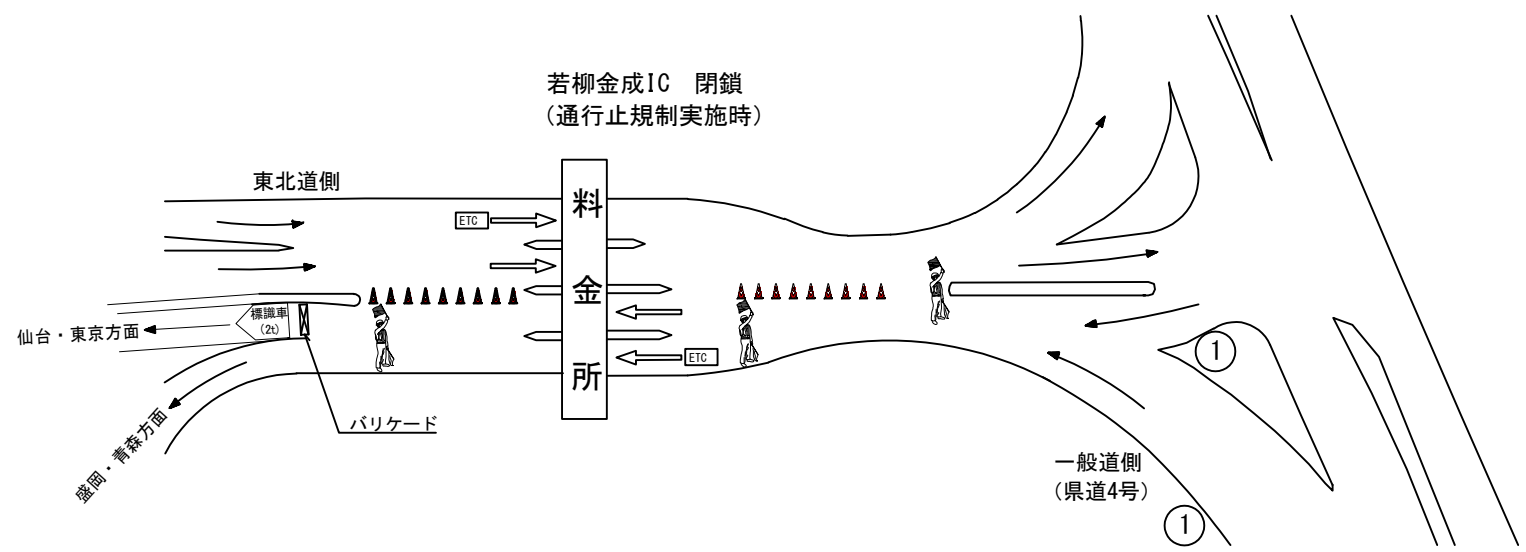 若柳金成IC 閉鎖
(通行止規制実施時)
東北道側
ETC
料金所
標識車
(2t)
仙台・東京方面
ETC
盛岡・青森方面
バリケード
①
一般道側
(県道4号)
①